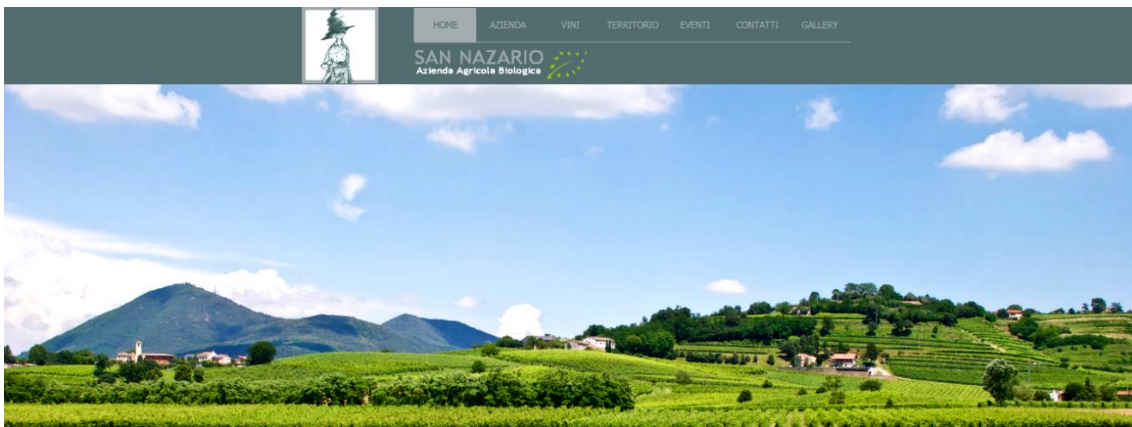 HOME AZIENDA VINI TERRITORIO EVENTI CONTATTI GALLERY
SAN NAZARIO
Azienda Agricola Biologica